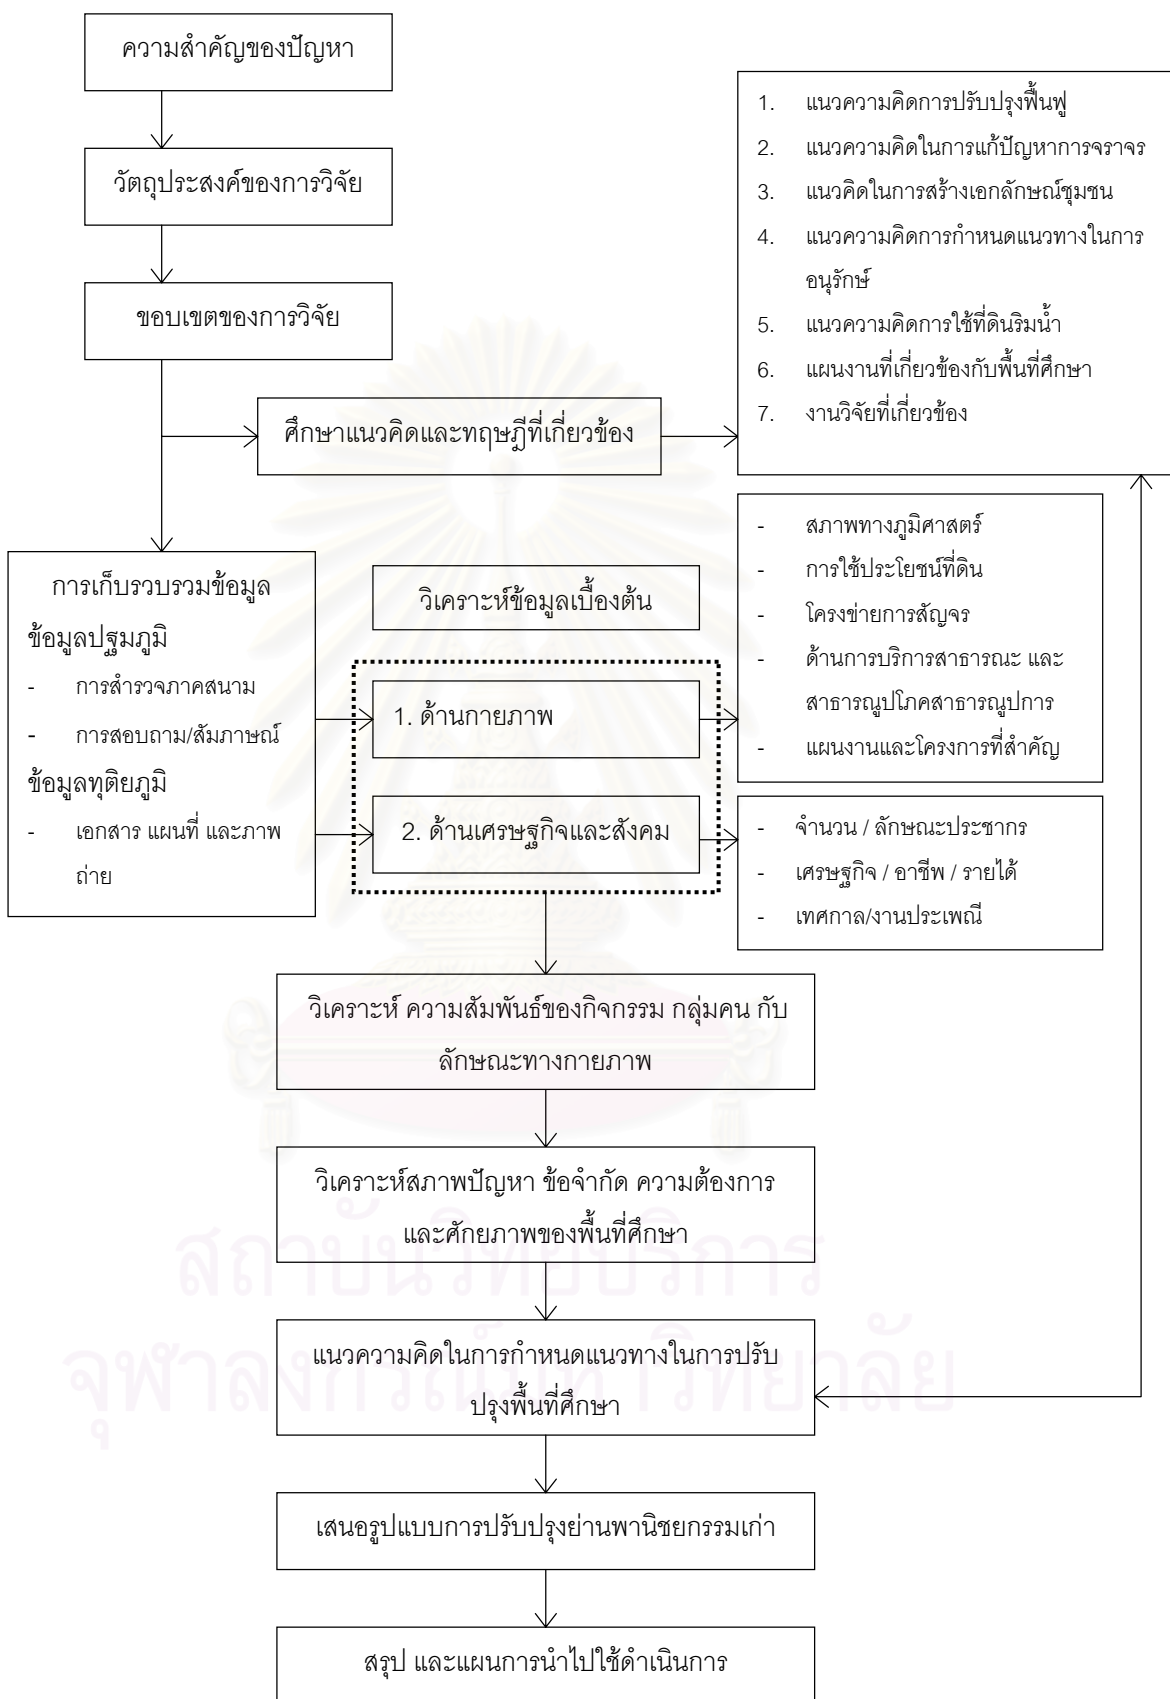 ความสำคัญของปัญหา
วัตถุประสงค์ของการวิจัย
ขอบเขตของการวิจัย
ศึกษาแนวคิดและทฤษฎีที่เกี่ยวข้อง
1. แนวความคิดการปรับปรุงฟื้นฟู
2. แนวความคิดในการแก้ปัญหาการจราจร
3. แนวคิดในการสร้างเอกลักษณ์ชุมชน
4. แนวความคิดการกำหนดแนวทางในการ
อนุรักษ์
5. แนวความคิดการใช้ที่ดินริมน้ำ
6. แผนงานที่เกี่ยวข้องกับพื้นที่ศึกษา
7. งานวิจัยที่เกี่ยวข้อง
การเก็บรวบรวมข้อมูล
ข้อมูลปฐมภูมิ
- การสำรวจภาคสนาม
- การสอบถาม/สัมภาษณ์
ข้อมูลทุติยภูมิ
- เอกสาร แผนที่ และภาพ
ถ่าย
วิเคราะห์ข้อมูลเบื้องต้น
1. ด้านกายภาพ
2. ด้านเศรษฐกิจและสังคม
- สภาพทางภูมิศาสตร์
- การใช้ประโยชน์ที่ดิน
- โครงข่ายการสัญจร
- ด้านการบริการสาธารณะ และ
สาธารณูปโภคสาธารณูปการ
- แผนงานและโครงการที่สำคัญ
- จำนวน / ลักษณะประชากร
- เศรษฐกิจ / อาชีพ / รายได้
- เทศกาล/งานประเพณี
วิเคราะห์ ความสัมพันธ์ของกิจกรรม กลุ่มคน กับ
ลักษณะทางกายภาพ
วิเคราะห์สภาพปัญหา ข้อจำกัด ความต้องการ
และศักยภาพของพื้นที่ศึกษา
แนวความคิดในการกำหนดแนวทางในการปรับ
ปรุงพื้นที่ศึกษา
เสนอรูปแบบการปรับปรุงย่านพานิชยกรรมเก่า
สรุป และแผนการนำไปใช้ดำเนินการ
สถาบันวิทยบริการ
จุฬาลงกรณ์มหาวิทยาลัย